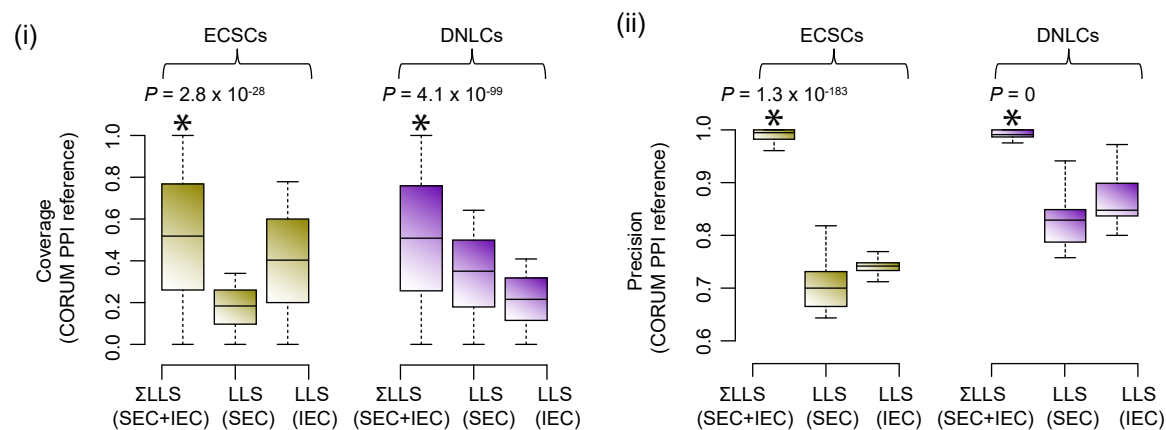 (i)
ECSCs
DNLCs
P = 2.8 x 10-28
P = 4.1 x 10-99
*
*
Coverage
(CORUM PPI reference)
1.0
0.8
0.6
0.4
0.2
0.0
ΣLLS
(SEC+IEC)
LLS
(SEC)
LLS
(IEC)
ΣLLS
(SEC+IEC)
LLS
(SEC)
LLS
(IEC)
(ii)
ECSCs
DNLCs
P = 1.3 x 10-183
P = 0
*
*
Precision
(CORUM PPI reference)
1.0
0.9
0.8
0.7
0.6
ΣLLS
(SEC+IEC)
LLS
(SEC)
LLS
(IEC)
ΣLLS
(SEC+IEC)
LLS
(SEC)
LLS
(IEC)